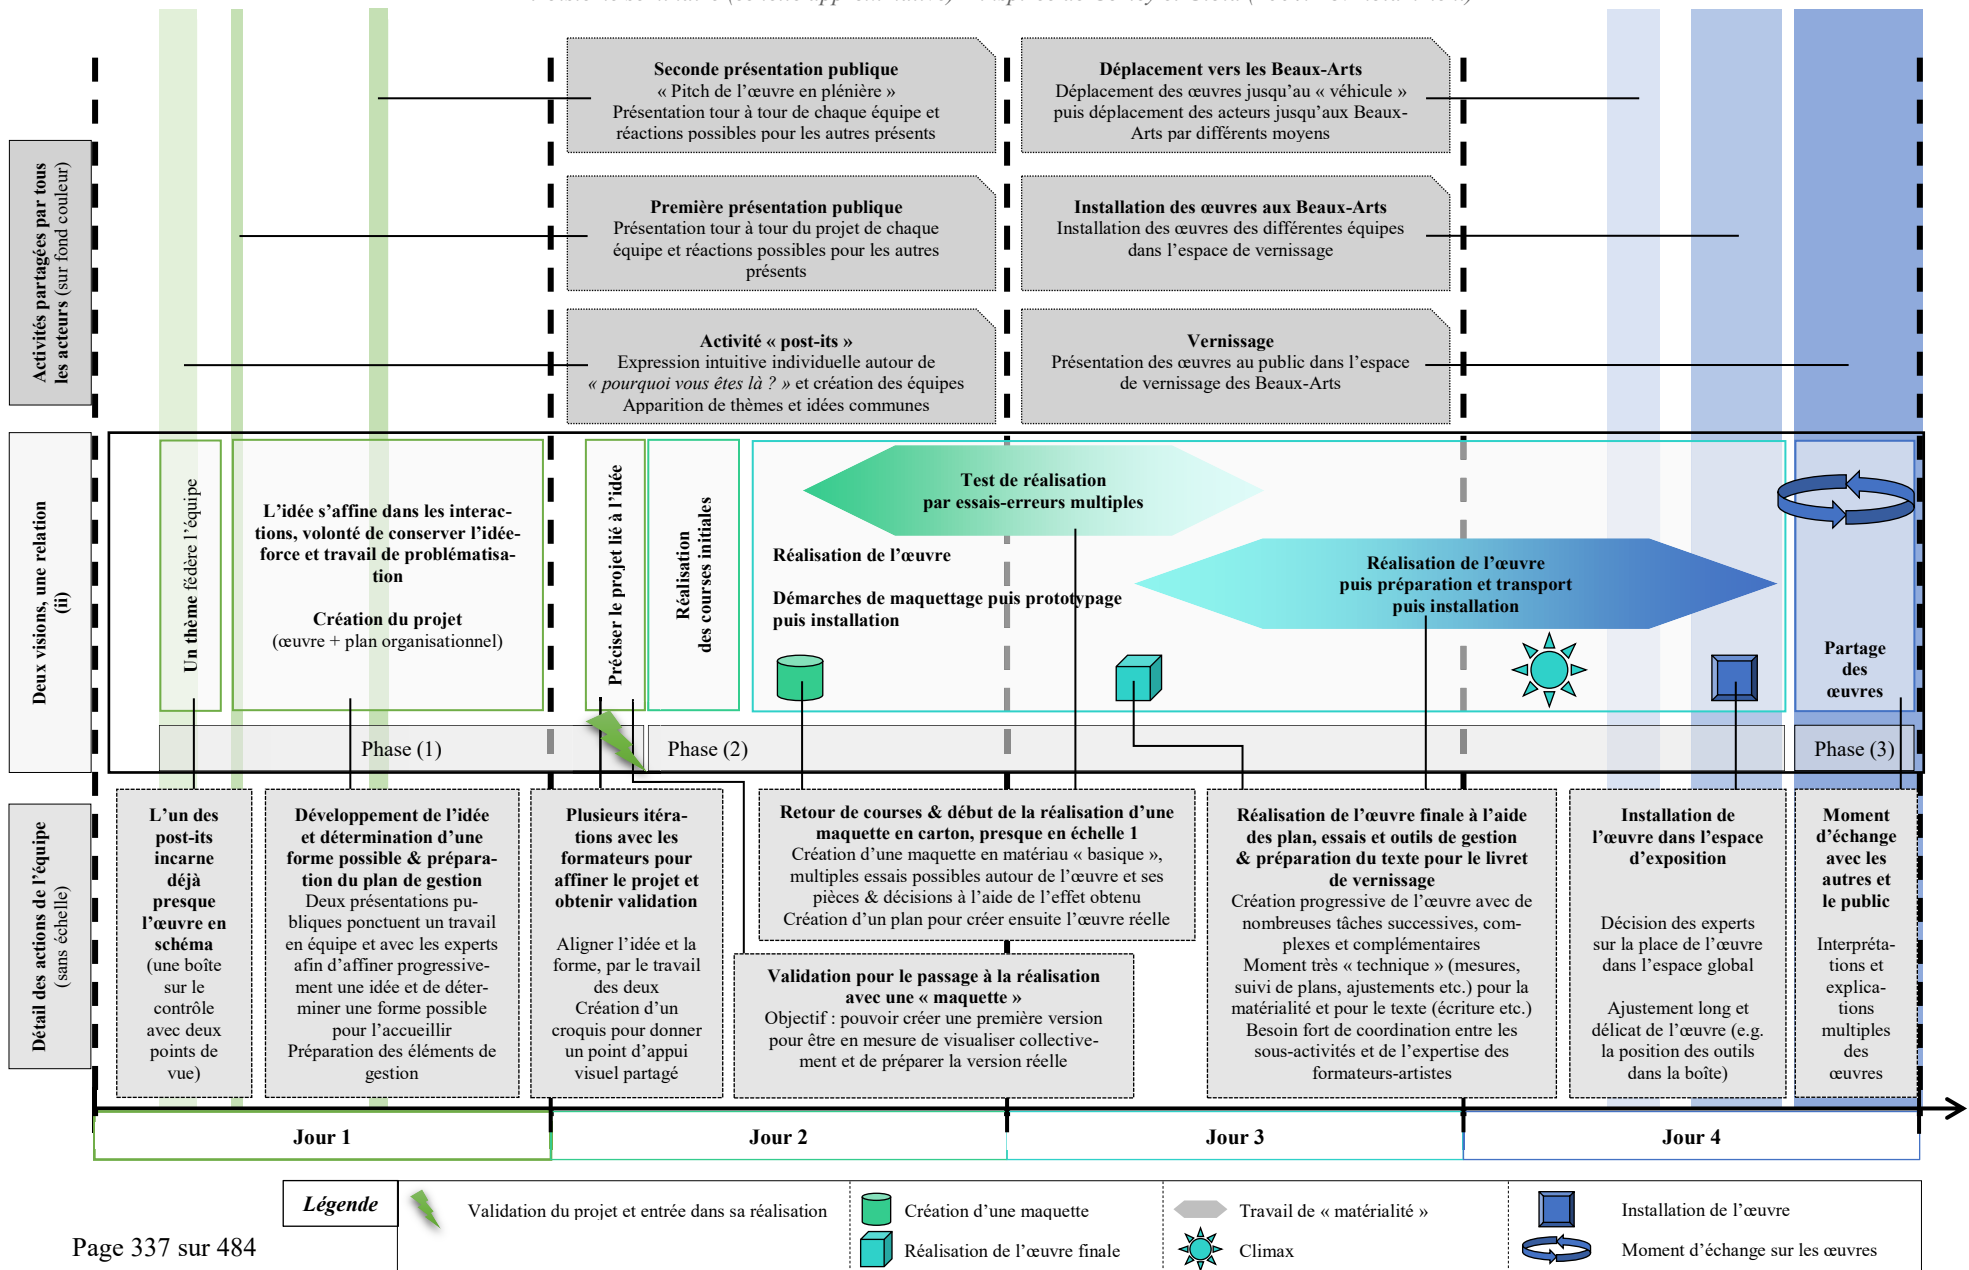 Seconde présentation publique
« Pitch de l’œuvre en plénière »
Présentation tour à tour de chaque équipe et
réactions possibles pour les autres présents
Déplacement vers les Beaux-Arts
Déplacement des œuvres jusqu’au « véhicule »
puis déplacement des acteurs jusqu’aux Beaux-
Arts par différents moyens
Activités partagées par tous
les acteurs (sur fond couleur)
Première présentation publique
Présentation tour à tour du projet de chaque
équipe et réactions possibles pour les autres
présents
Installation des œuvres aux Beaux-Arts
Installation des œuvres des différentes équipes
dans l’espace de vernissage
Activité « post-its »
Expression intuitive individuelle autour de
« pourquoi vous êtes là ? » et création des équipes
Apparition de thèmes et idées communes
Vernissage
Présentation des œuvres au public dans l’espace
de vernissage des Beaux-Arts
Deux visions, une relation
(ii)
Un thème fédère l’équipe
L’idée s’affine dans les interac-
tions, volonté de conserver l’idée-
force et travail de problématisa-
tion
Création du projet
(œuvre + plan organisationnel)
Préciser le projet lié à l’idée
Réalisation
des courses initiales
Test de réalisation
par essais-erreurs multiples
Réalisation de l’œuvre
Démarches de maquettage puis prototypage
puis installation
Réalisation de l’œuvre
puis préparation et transport
puis installation
Partage
des
œuvres
Phase (1)
Phase (2)
Phase (3)
Détail des actions de l’équipe
(sans échelle)
L’un des
post-its
incarne
déjà
presque
l’œuvre en
schéma
(une boîte
sur le
contrôle
avec deux
points de
vue)
Développement de l’idée
et détermination d’une
forme possible & prépara-
tion du plan de gestion
Deux présentations pu-
bliques ponctuent un travail
en équipe et avec les experts
afin d’affiner progressive-
ment une idée et de déter-
miner une forme possible
pour l’accueillir
Préparation des éléments de
gestion
Plusieurs itéra-
tions avec les
formateurs pour
affiner le projet et
obtenir validation
Aligner l’idée et la
forme, par le travail
des deux
Création d’un
croquis pour donner
un point d’appui
visuel partagé
Retour de courses & début de la réalisation d’une
maquette en carton, presque en échelle 1
Création d’une maquette en matériau « basique »,
multiples essais possibles autour de l’œuvre et ses
pièces & décisions à l’aide de l’effet obtenu
Création d’un plan pour créer ensuite l’œuvre réelle
Validation pour le passage à la réalisation
avec une « maquette »
Objectif : pouvoir créer une première version
pour être en mesure de visualiser collective-
ment et de préparer la version réelle
Réalisation de l’œuvre finale à l’aide
des plan, essais et outils de gestion
& préparation du texte pour le livret
de vernissage
Création progressive de l’œuvre avec de
nombreuses tâches successives, com-
plexes et complémentaires
Moment très « technique » (mesures,
suivi de plans, ajustements etc.) pour la
matérialité et pour le texte (écriture etc.)
Besoin fort de coordination entre les
sous-activités et de l’expertise des
formateurs-artistes
Installation de
l’œuvre dans l’espace
d’exposition
Décision des experts
sur la place de l’œuvre
dans l’espace global
Ajustement long et
délicat de l’œuvre (e.g.
la position des outils
dans la boîte)
Moment
d’échange
avec les
autres et
le public
Interpréta-
tions et
explica-
tions
multiples
des
œuvres
Jour 1
Jour 2
Jour 3
Jour 4
Légende
Validation du projet et entrée dans sa réalisation
Création d’une maquette
Réalisation de l’œuvre finale
Travail de « matérialité »
Climax
Installation de l’œuvre
Moment d’échange sur les œuvres
Page 337 sur 484